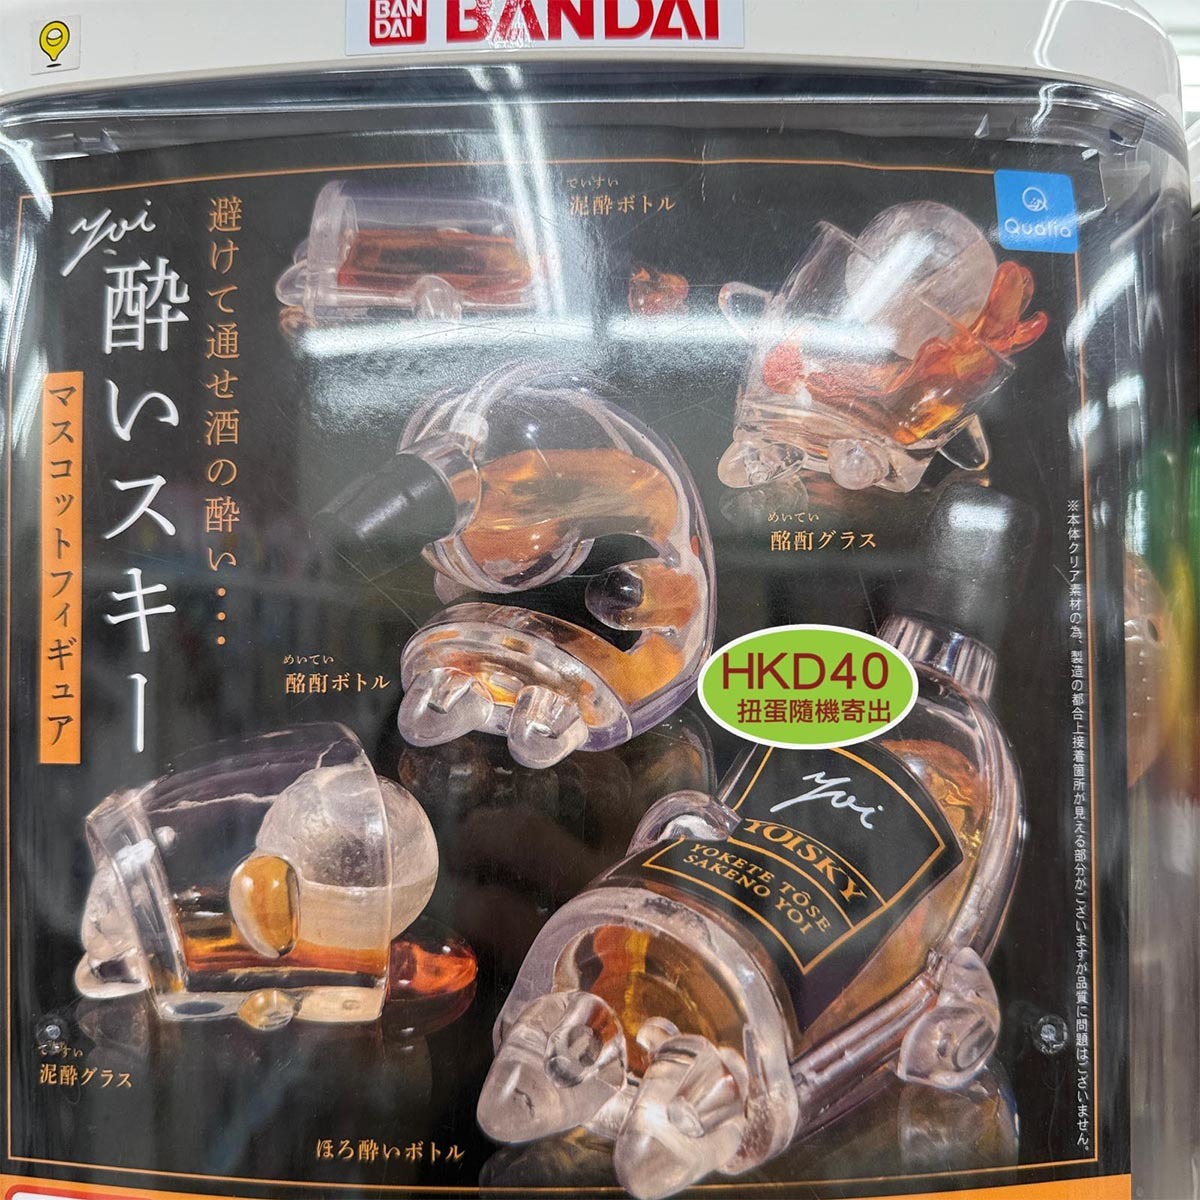 BAN
DAI
BANDAI
Qualia
yoi
酔いスキー
マスコットフィギュア
避けて通せ酒の酔い・・・
でいすい
泥酔ボトル
めいてい
酩酊グラス
めいてい
酩酊ボトル
HKD40
扭蛋隨機寄出
yoi
YOISKY
YOKETE TÔSE
SAKENO YOI
でいすい
泥酔グラス
ほろ酔いボトル
※本体クリア素材の為、製造の都合上接着箇所が見える部分がございますが品質に問題はございません。